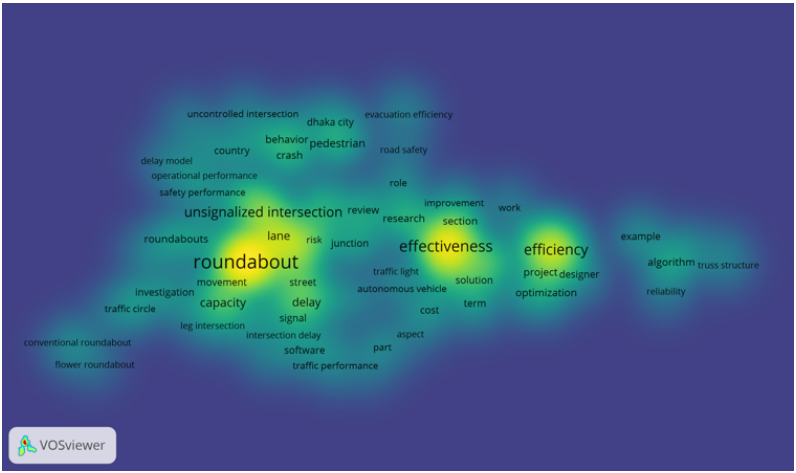 uncontrolled intersection
evacuation efficiency
dhaka city
behavior
pedestrian
country
crash
road safety
delay model
operational performance
role
safety performance
improvement
work
unsignalized intersection
review
research
section
roundabouts
lane
risk
junction
effectiveness
efficiency
example
roundabout
algorithm
truss structure
traffic light
project
designer
movement
street
solution
autonomous vehicle
investigation
optimization
reliability
capacity
delay
term
traffic circle
cost
signal
leg intersection
intersection delay
aspect
conventional roundabout
software
part
flower roundabout
traffic performance
VOSviewer